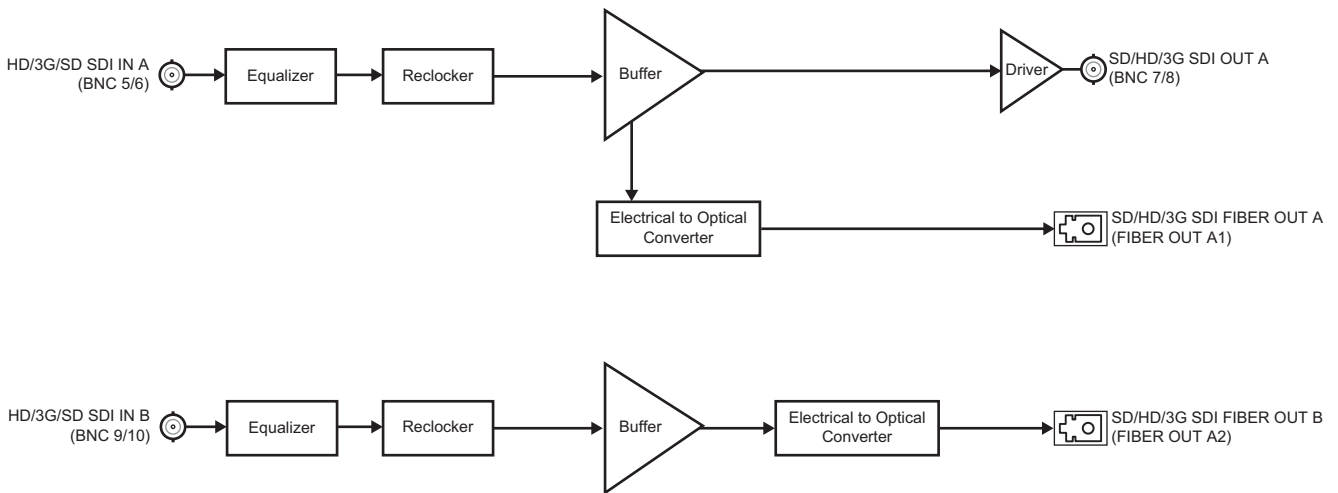 HD/3G/SD SDI IN A
(BNC 5/6)
Equalizer
Reclocker
Buffer
Driver
SD/HD/3G SDI OUT A
(BNC 7/8)
Electrical to Optical
Converter
SD/HD/3G SDI FIBER OUT A
(FIBER OUT A1)
HD/3G/SD SDI IN B
(BNC 9/10)
Equalizer
Reclocker
Buffer
Electrical to Optical
Converter
SD/HD/3G SDI FIBER OUT B
(FIBER OUT A2)